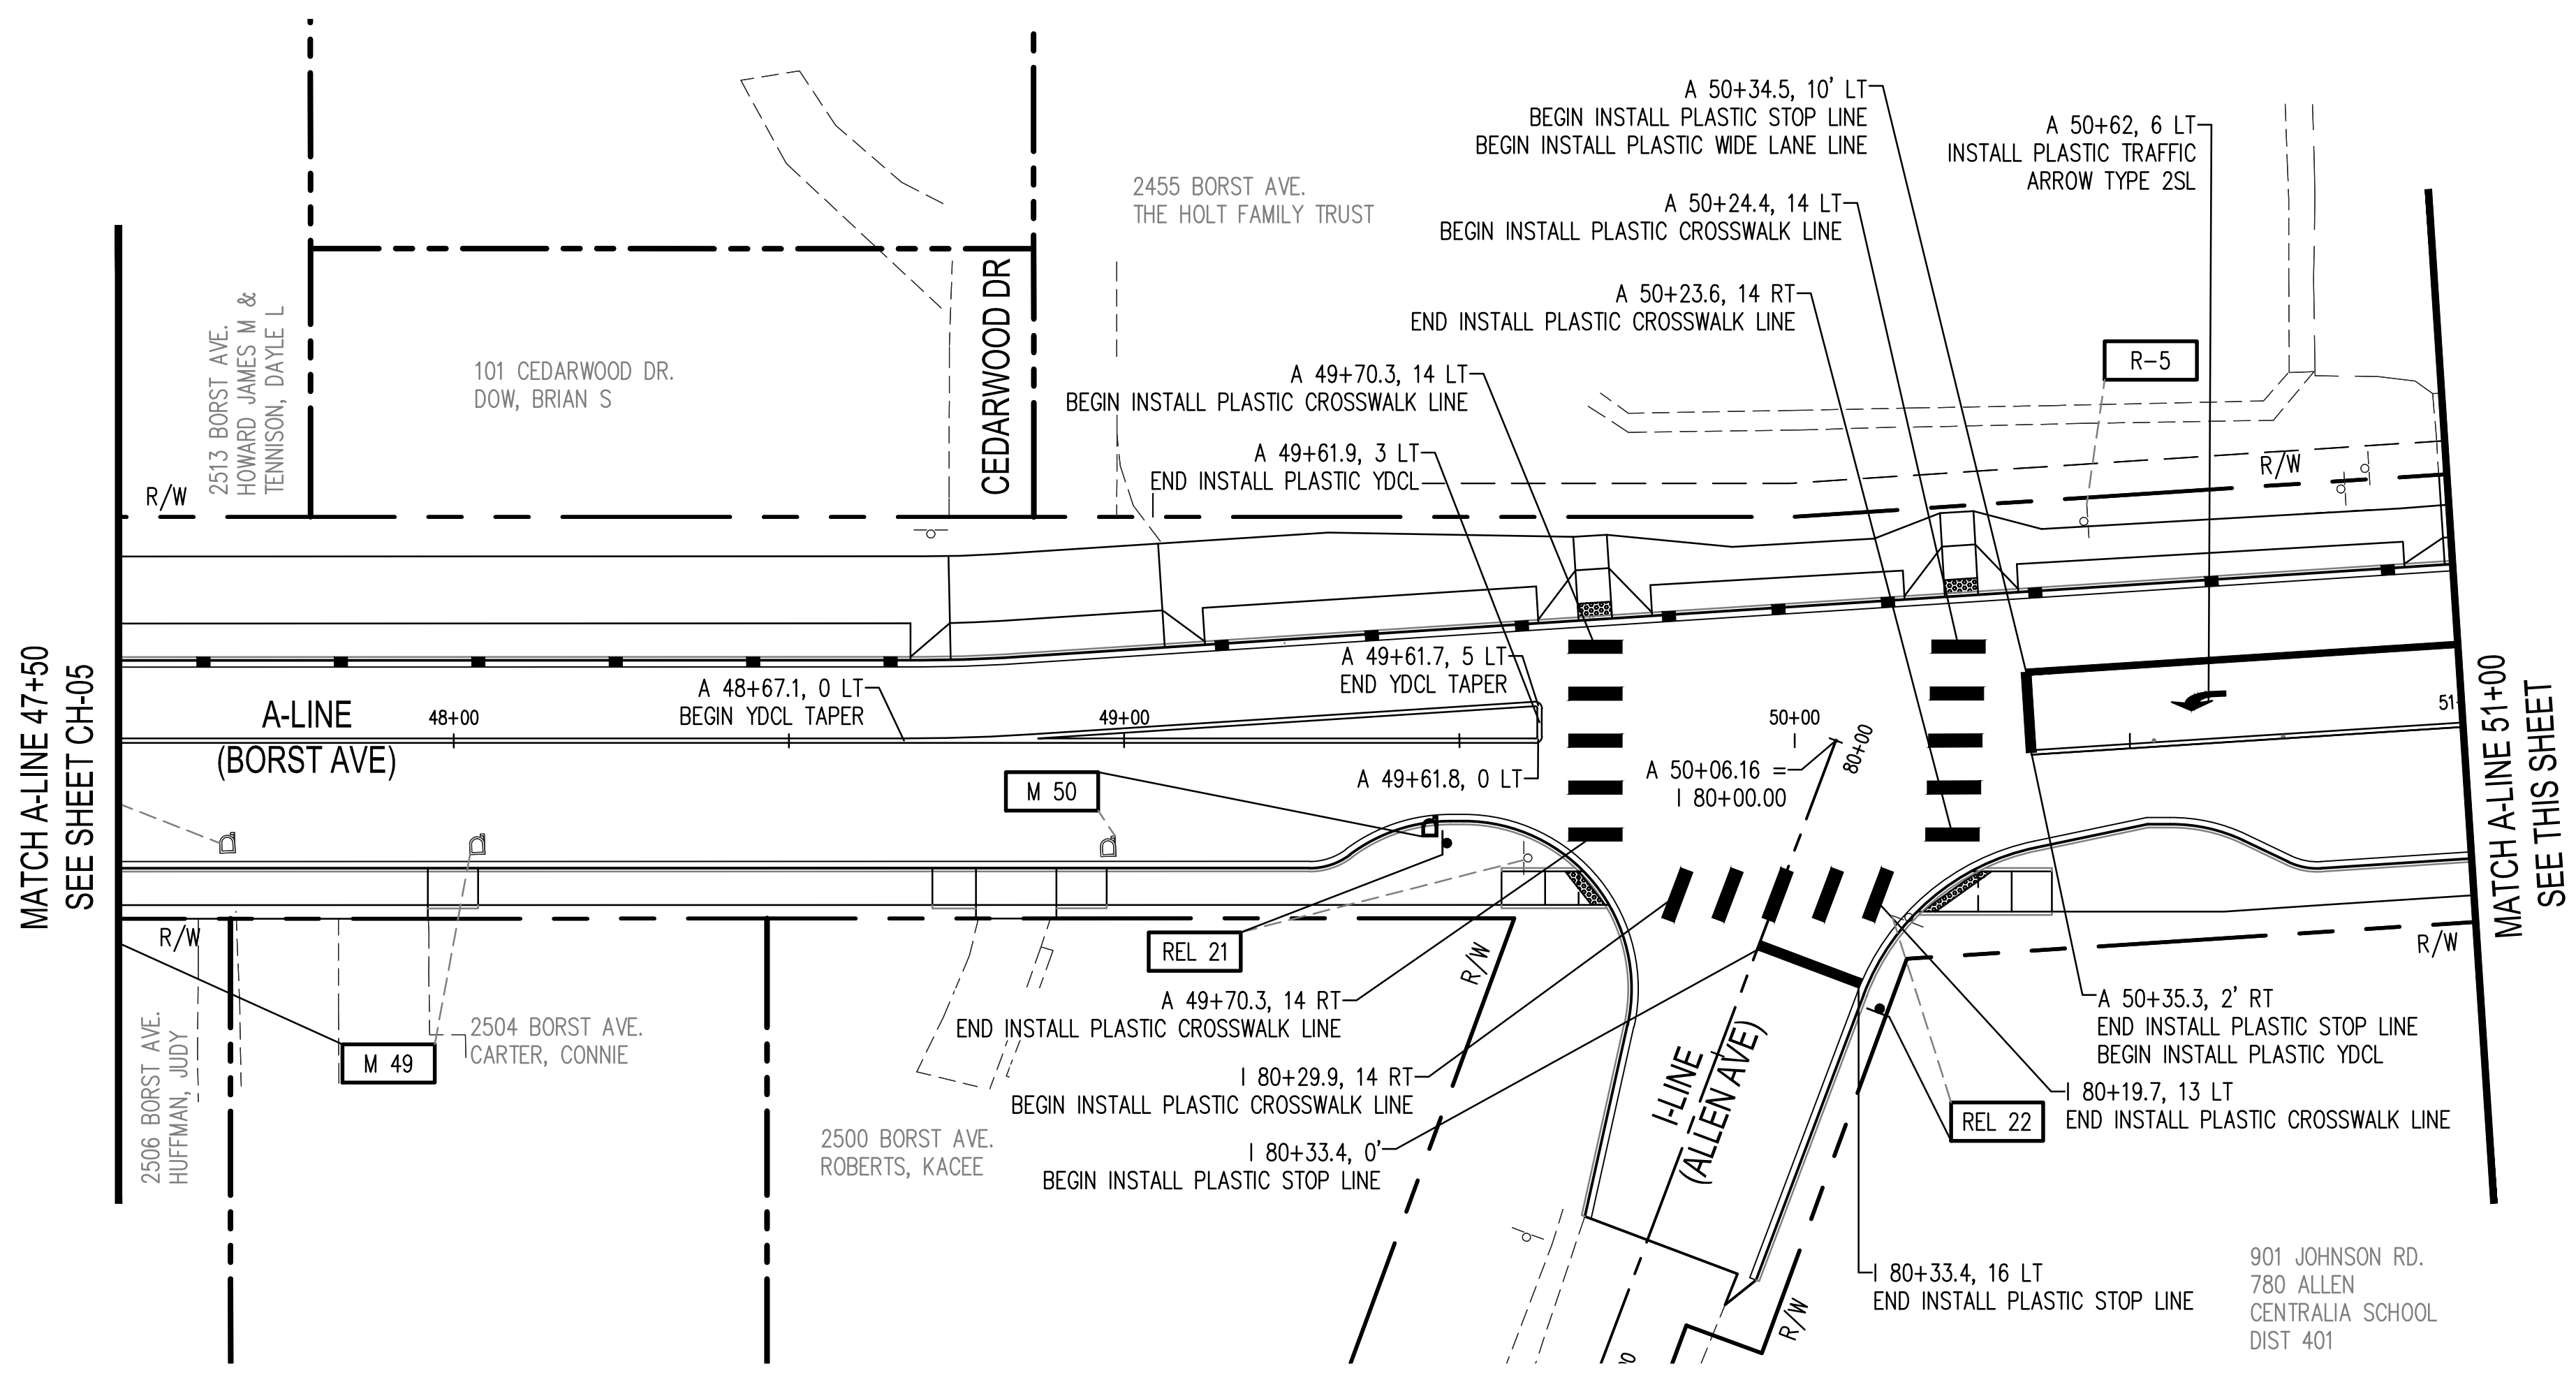 A 50+34.5, 10' LT
BEGIN INSTALL PLASTIC STOP LINE
BEGIN INSTALL PLASTIC WIDE LANE LINE
A 50+62, 6 LT
INSTALL PLASTIC TRAFFIC
ARROW TYPE 2SL
2455 BORST AVE.
THE HOLT FAMILY TRUST
A 50+24.4, 14 LT
BEGIN INSTALL PLASTIC CROSSWALK LINE
A 50+23.6, 14 RT
END INSTALL PLASTIC CROSSWALK LINE
R-5
2513 BORST AVE.
HOWARD JAMES M &
TENNISON, DAYLE L
101 CEDARWOOD DR.
DOW, BRIAN S
CEDARWOOD DR
A 49+70.3, 14 LT
BEGIN INSTALL PLASTIC CROSSWALK LINE
A 49+61.9, 3 LT
END INSTALL PLASTIC YDCL
R/W
R/W
MATCH A-LINE 47+50
SEE SHEET CH-05
A-LINE
(BORST AVE)
48+00
A 48+67.1, 0 LT
BEGIN YDCL TAPER
49+00
A 49+61.7, 5 LT
END YDCL TAPER
A 49+61.8, 0 LT
50+00
80+00
A 50+06.16 =
I 80+00.00
51
MATCH A-LINE 51+00
SEE THIS SHEET
M 50
R/W
REL 21
R/W
R/W
A 49+70.3, 14 RT
END INSTALL PLASTIC CROSSWALK LINE
A 50+35.3, 2' RT
END INSTALL PLASTIC STOP LINE
BEGIN INSTALL PLASTIC YDCL
2506 BORST AVE.
HUFFMAN, JUDY
M 49
2504 BORST AVE.
CARTER, CONNIE
I 80+29.9, 14 RT
BEGIN INSTALL PLASTIC CROSSWALK LINE
I-LINE
(ALLEN AVE)
REL 22
I 80+19.7, 13 LT
END INSTALL PLASTIC CROSSWALK LINE
2500 BORST AVE.
ROBERTS, KACEE
I 80+33.4, 0'
BEGIN INSTALL PLASTIC STOP LINE
I 80+33.4, 16 LT
END INSTALL PLASTIC STOP LINE
R/W
901 JOHNSON RD.
780 ALLEN
CENTRALIA SCHOOL
DIST 401